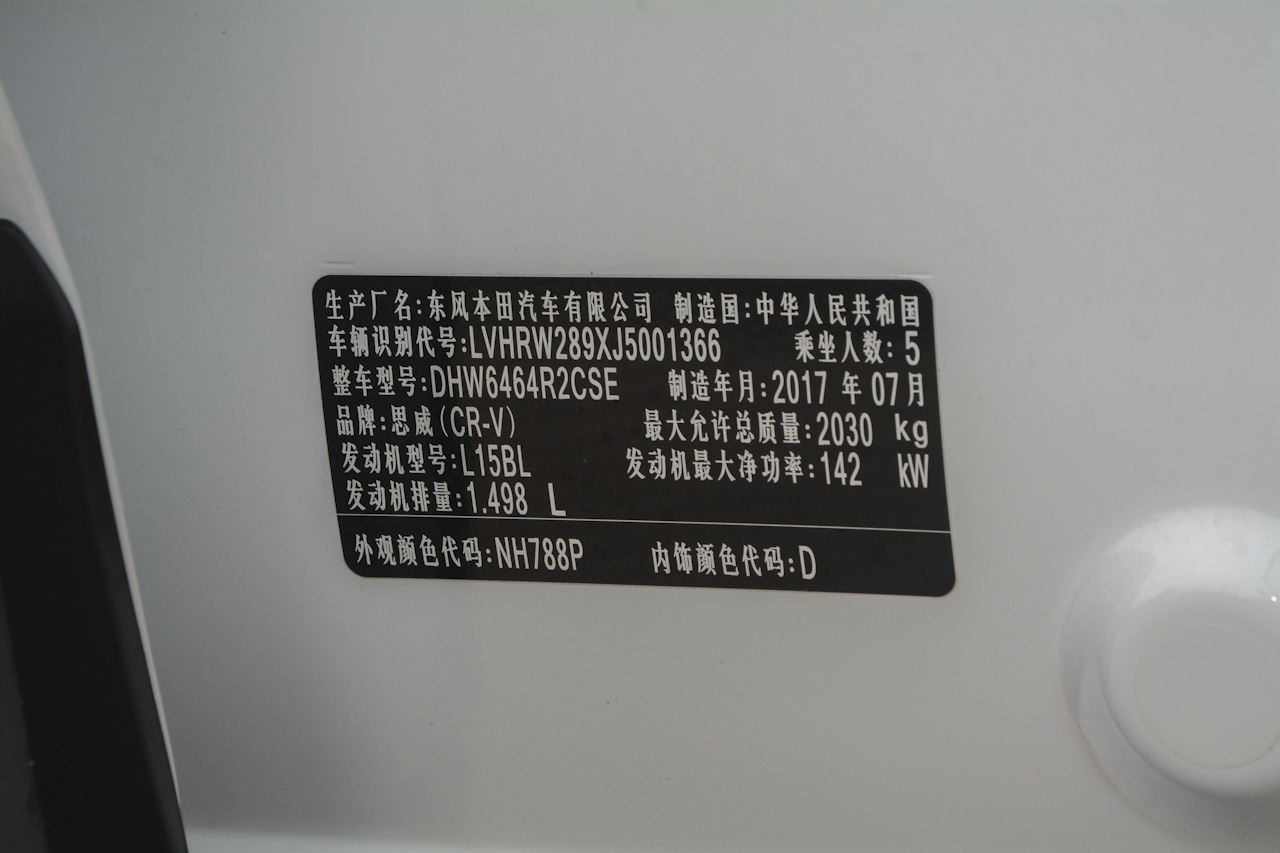 生产厂名:东风本田汽车有限公司 制造国:中华人民共和国
车辆识别代号:LVHRW289XJ5001366 乘坐人数:5
整车型号:DHW6464R2CSE 制造年月:2017 年 07月
品牌:思威(CR-V) 最大允许总质量:2030 kg
发动机型号:L15BL 发动机最大净功率:142 kW
发动机排量:1.498 L
外观颜色代码:NH788P 内饰颜色代码:D